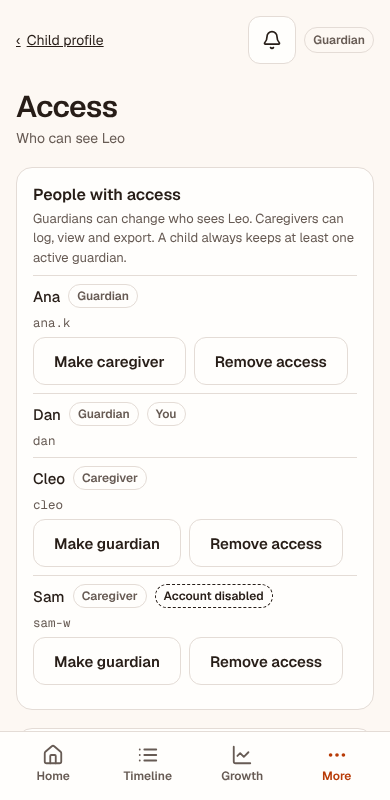 ‹ Child profile
Guardian
Access
Who can see Leo
People with access
Guardians can change who sees Leo. Caregivers can
log, view and export. A child always keeps at least one
active guardian.
Ana Guardian
ana.k
Make caregiver Remove access
Dan Guardian You
dan
Cleo Caregiver
cleo
Make guardian Remove access
Sam Caregiver Account disabled
sam-w
Make guardian Remove access
Home Timeline Growth More